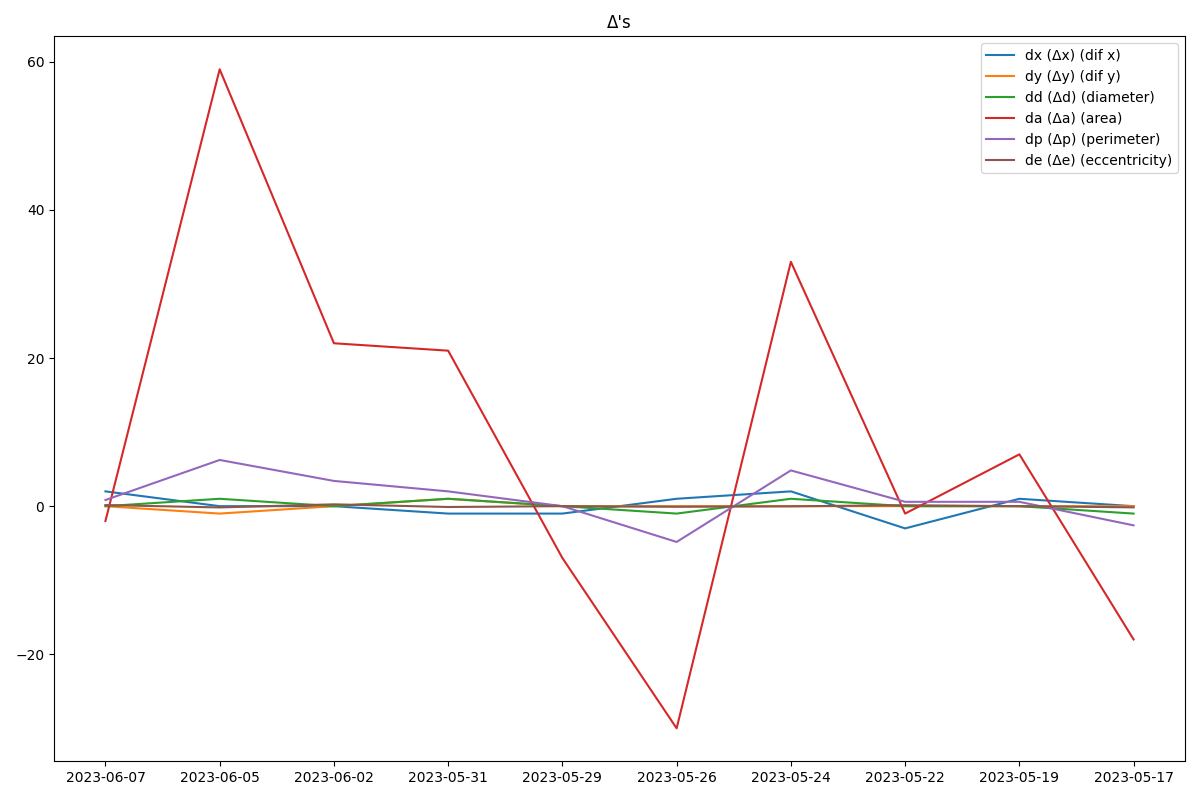 Δ's
dx (Δx) (dif x)
dy (Δy) (dif y)
dd (Δd) (diameter)
da (Δa) (area)
dp (Δp) (perimeter)
de (Δe) (eccentricity)
60
40
20
0
−20
2023-06-07 2023-06-05 2023-06-02 2023-05-31 2023-05-29 2023-05-26 2023-05-24 2023-05-22 2023-05-19 2023-05-17